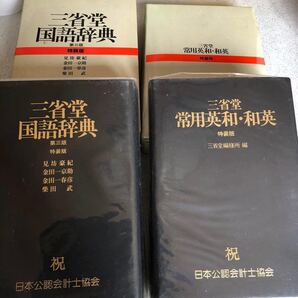 三省堂
国語辞典
第三版
特装版
見坊豪紀
金田一京助
金田一春彦
柴田武
三省堂
常用英和・和英
特装版
三省堂
国語辞典
第三版
特装版
見坊豪紀
金田一京助
金田一春彦
柴田武
祝
日本公認会計士協会
三省堂
常用英和・和英
特装版
三省堂編修所 編
祝
日本公認会計士協会